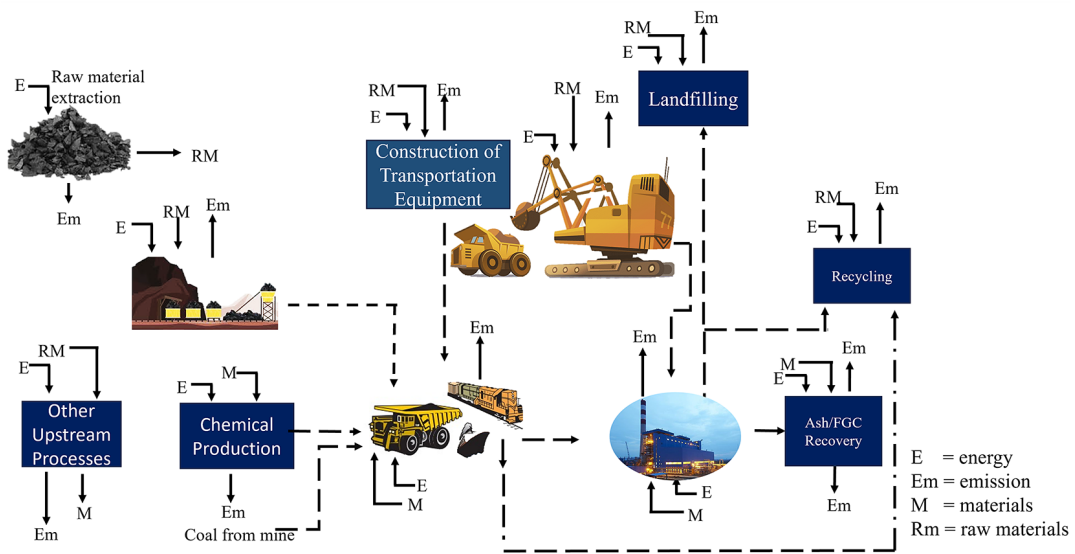 E
Raw material
extraction
RM
Em
E
RM
Em
RM
E
Em
Construction of
Transportation
Equipment
RM
E
Em
77
RM
E
Em
Landfilling
RM
E
Em
Recycling
E
RM
Other
Upstream
Processes
Em
M
E
M
Chemical
Production
Em
Coal from mine
Em
E
M
Em
E
M
M
E
Em
Ash/FGC
Recovery
Em
E = energy
Em = emission
M = materials
Rm = raw materials